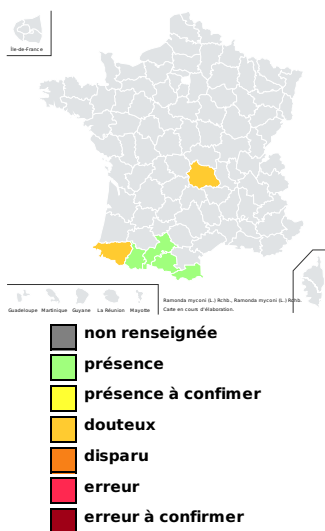 Île-de-France
Guadeloupe Martinique Guyane La Réunion Mayotte
Ramonda myconi (L.) Rchb., Ramonda myconi (L.) Rchb.
Carte en cours d'élaboration.
non renseignée
présence
présence à confimer
douteux
disparu
erreur
erreur à confirmer